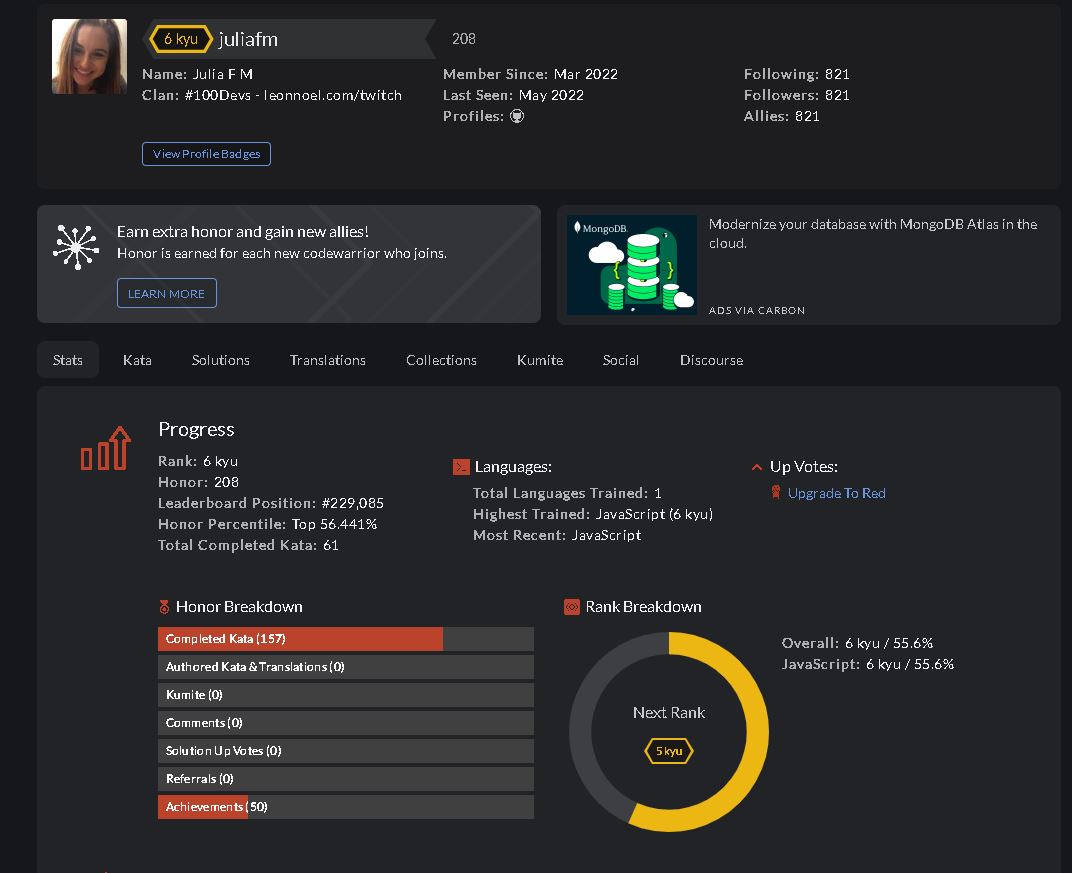 6 kyu juliafm 208
Name: Julia F M
Clan: #100Devs - leonnoel.com/twitch
Member Since: Mar 2022
Last Seen: May 2022
Profiles:
Following: 821
Followers: 821
Allies: 821
View Profile Badges
Earn extra honor and gain new allies!
Honor is earned for each new codewarrior who joins.
LEARN MORE
MongoDB.
Modernize your database with MongoDB Atlas in the
cloud.
ADS VIA CARBON
Stats Kata Solutions Translations Collections Kumite Social Discourse
Progress
Rank: 6 kyu
Honor: 208
Leaderboard Position: #229,085
Honor Percentile: Top 56.441%
Total Completed Kata: 61
Languages:
Total Languages Trained: 1
Highest Trained: JavaScript (6 kyu)
Most Recent: JavaScript
Up Votes:
Upgrade To Red
Honor Breakdown
Completed Kata (157)
Authored Kata & Translations (0)
Kumite (0)
Comments (0)
Solution Up Votes (0)
Referrals (0)
Achievements (50)
Rank Breakdown
Next Rank
5 kyu
Overall: 6 kyu / 55.6%
JavaScript: 6 kyu / 55.6%